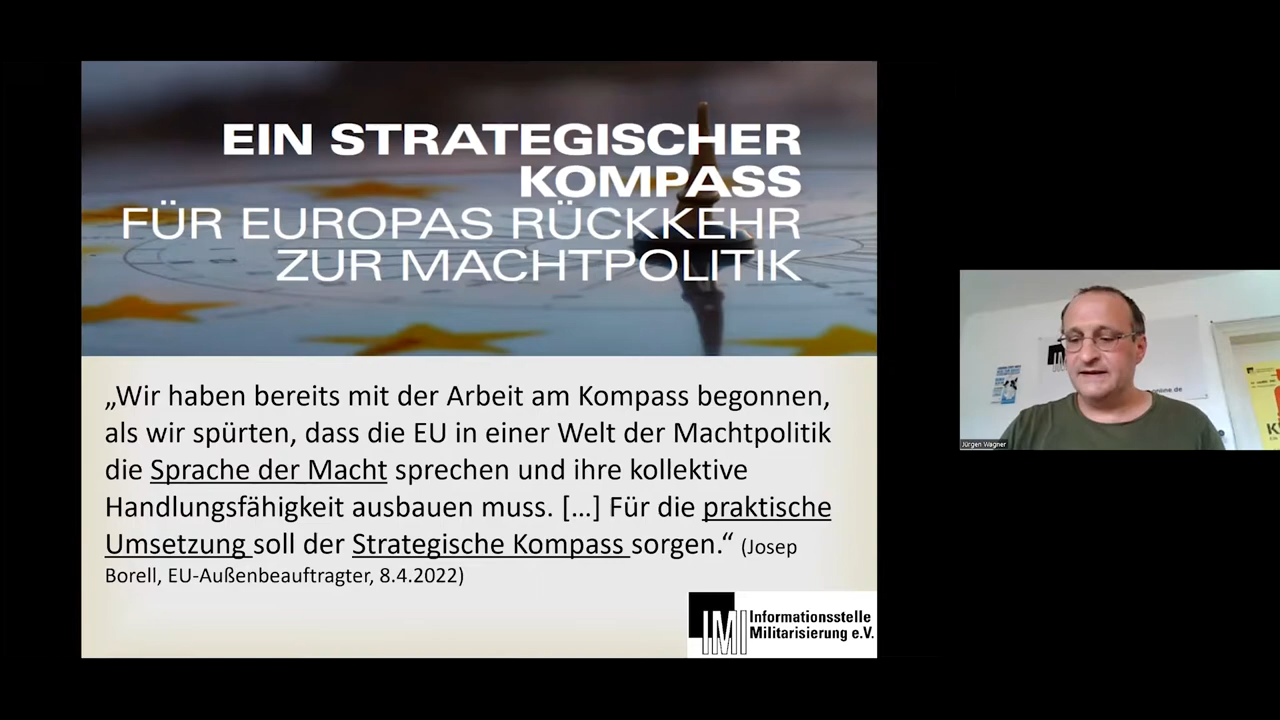 EIN STRATEGISCHER
KOMPASS
FÜR EUROPAS RÜCKKEHR
ZUR MACHTPOLITIK
„Wir haben bereits mit der Arbeit am Kompass begonnen,
als wir spürten, dass die EU in einer Welt der Machtpolitik
die Sprache der Macht sprechen und ihre kollektive
Handlungsfähigkeit ausbauen muss. […] Für die praktische
Umsetzung soll der Strategische Kompass sorgen.“ (Josep
Borell, EU-Außenbeauftragter, 8.4.2022)
IMI Informationsstelle
Militarisierung e.V.
Jürgen Wagner